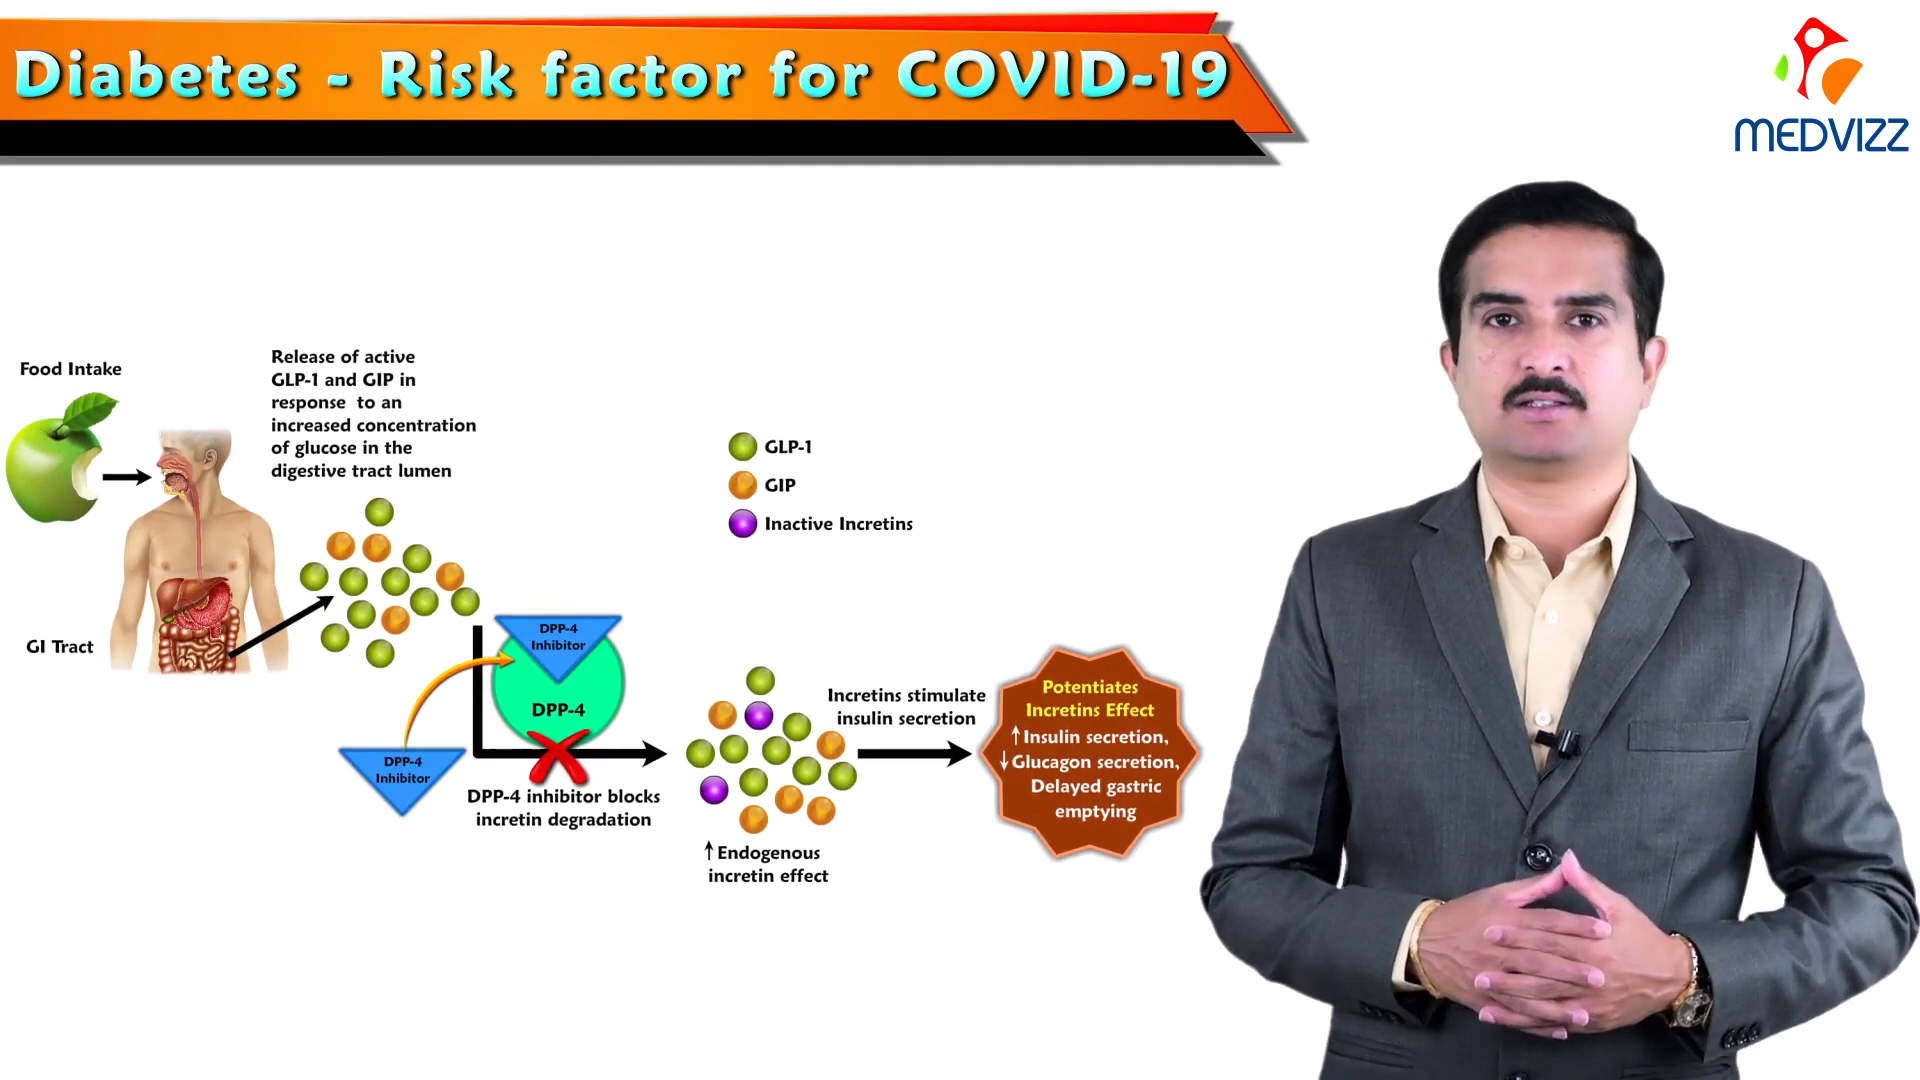 Diabetes - Risk factor for COVID-19
MEDVIZZ
Food Intake
Release of active
GLP-1 and GIP in
response to an
increased concentration
of glucose in the
digestive tract lumen
GLP-1
GIP
Inactive Incretins
GI Tract
DPP-4
Inhibitor
DPP-4
DPP-4
Inhibitor
DPP-4 inhibitor blocks
incretin degradation
↑ Endogenous
incretin effect
Incretins stimulate
insulin secretion
Potentiates
Incretins Effect
↑ Insulin secretion,
↓ Glucagon secretion,
Delayed gastric
emptying